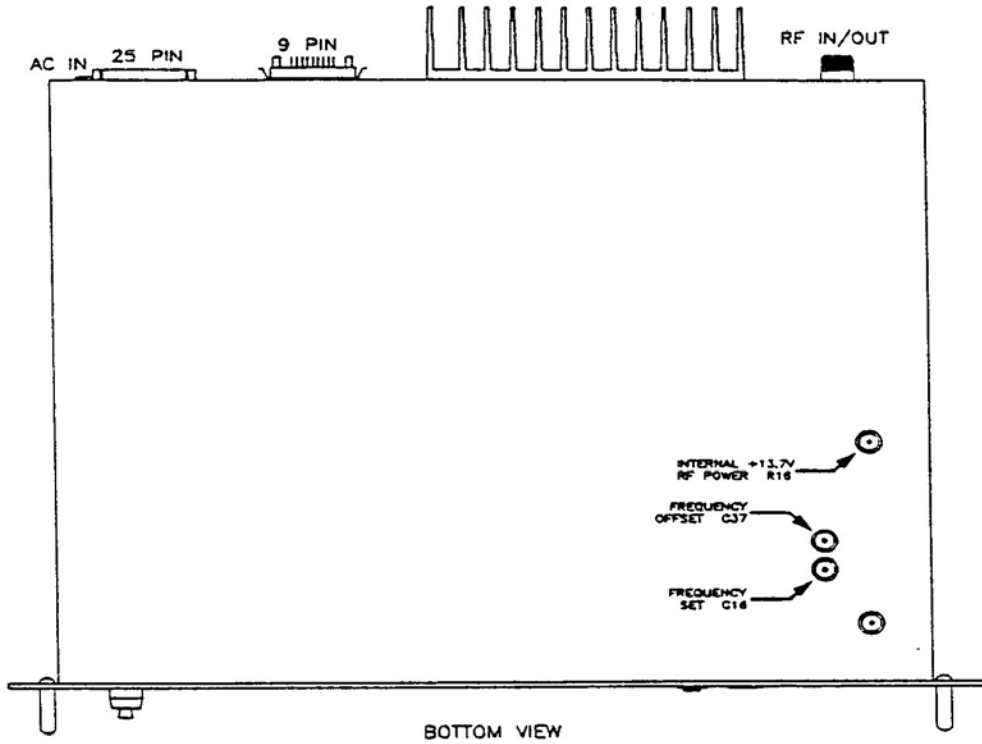 AC IN
25 PIN
9 PIN
RF IN/OUT
INTERNAL +13.7V
RF POWER R16
FREQUENCY
OFFSET C37
FREQUENCY
SET C16
BOTTOM VIEW